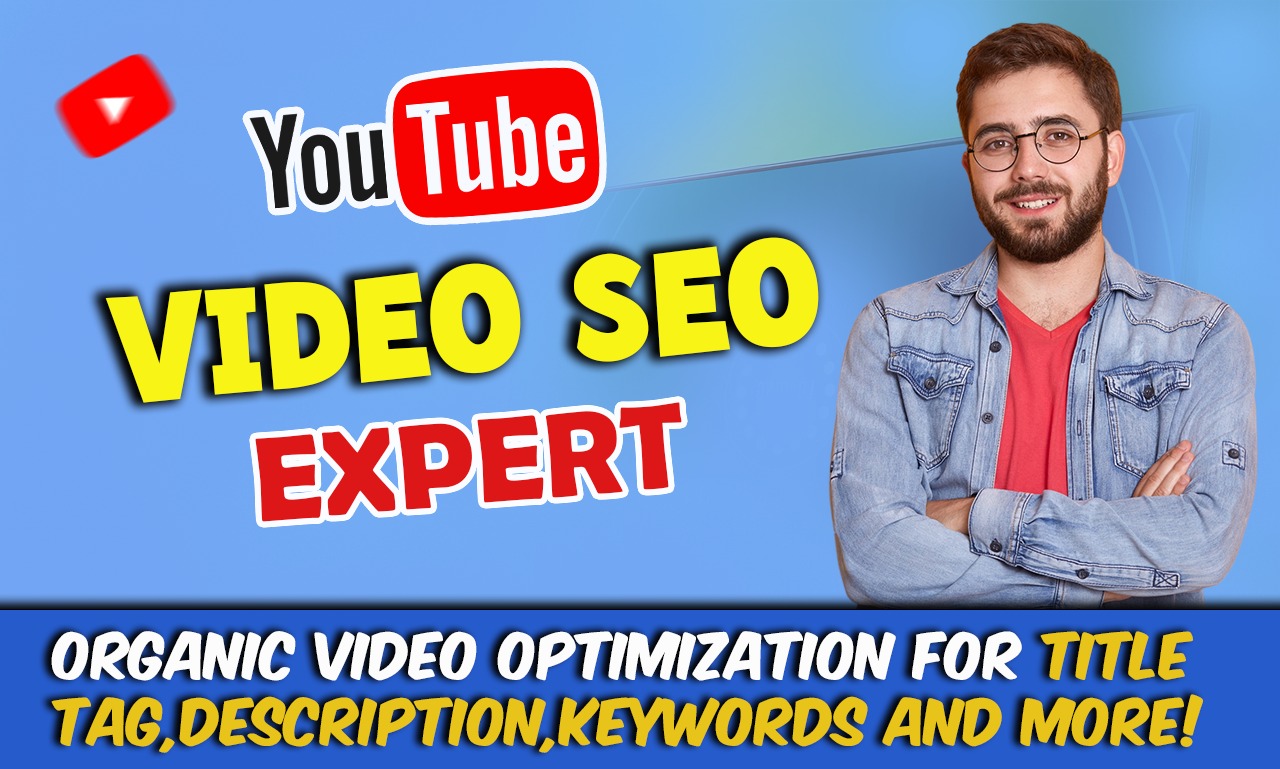 YouTube
VIDEO SEO
EXPERT
ORGANIC VIDEO OPTIMIZATION FOR TITLE
TAG,DESCRIPTION,KEYWORDS AND MORE!